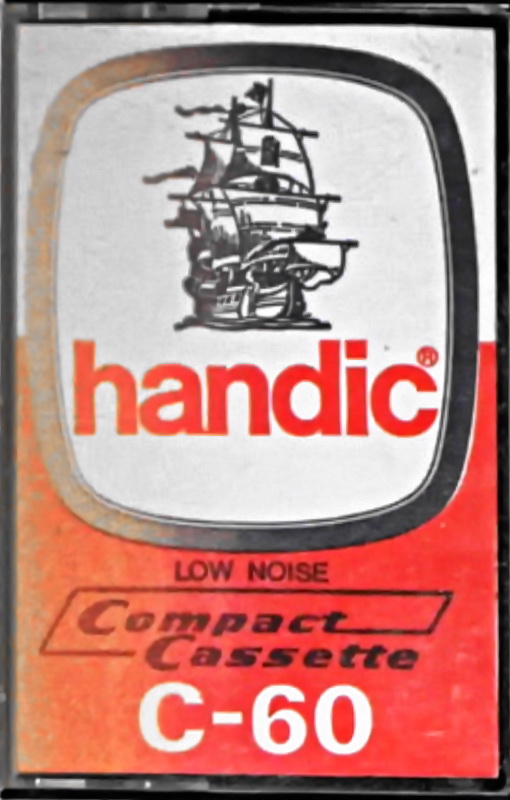 handic®
LOW NOISE
Compact
Cassette
C-60